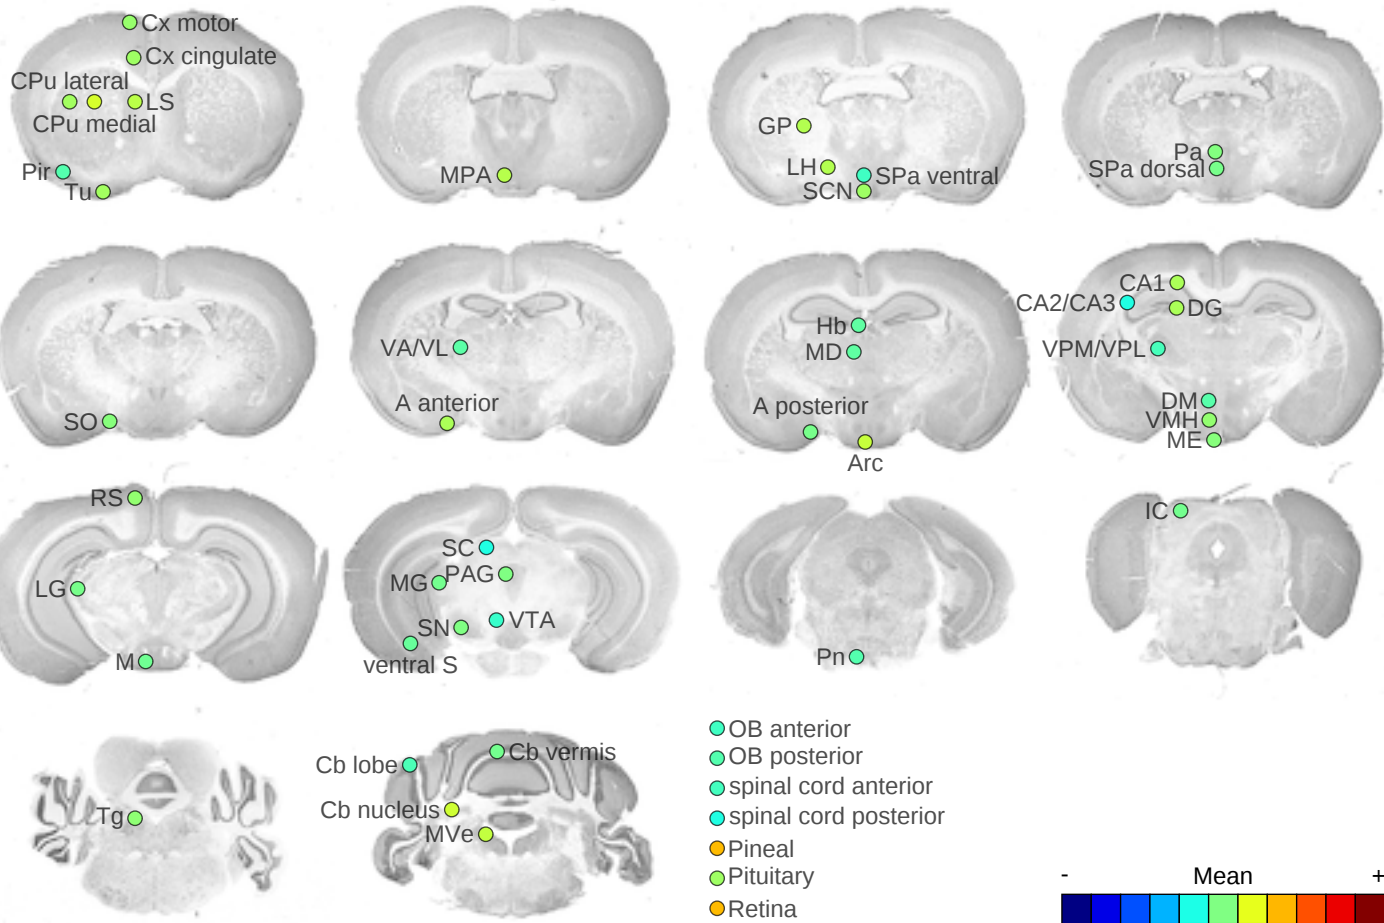 Cx motor
Cx cingulate
CPu lateral
LS
CPu medial
Pir
Tu
MPA
GP
LH
SPa ventral
SCN
Pa
SPa dorsal
SO
VA/VL
A anterior
Hb
MD
A posterior
Arc
CA1
CA2/CA3
DG
VPM/VPL
DM
VMH
ME
RS
LG
M
SC
MG
PAG
SN
VTA
ventral S
Pn
IC
Tg
Cb lobe
Cb vermis
Cb nucleus
MVe
OB anterior
OB posterior
spinal cord anterior
spinal cord posterior
Pineal
Pituitary
Retina
- Mean +